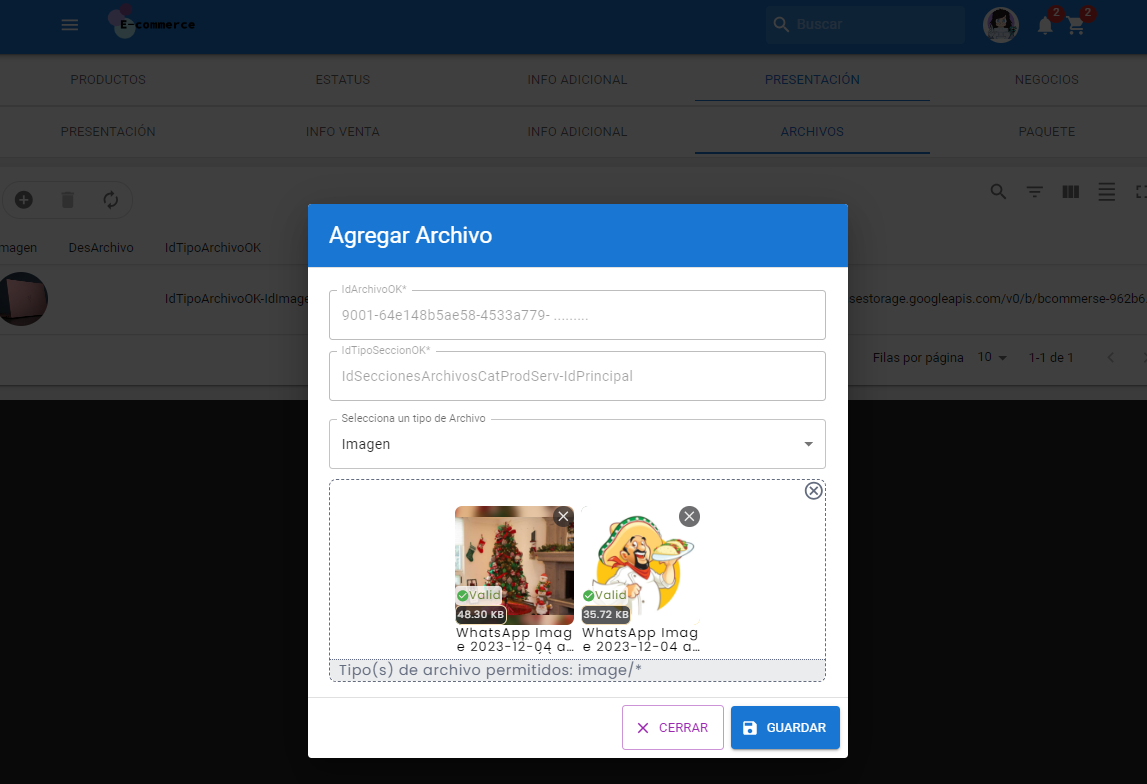 E-commerce
Buscar
2
2
PRODUCTOS
ESTATUS
INFO ADICIONAL
PRESENTACIÓN
NEGOCIOS
PRESENTACIÓN
INFO VENTA
INFO ADICIONAL
ARCHIVOS
PAQUETE
magen
DesArchivo
IdTipoArchivoOK
IdTipoArchivoOK-IdImage
sestorage.googleapis.com/v0/b/bcommerse-962b6
Filas por página
10
1-1 de 1
Agregar Archivo
IdArchivoOK*
9001-64e148b5ae58-4533a779- .........
IdTipoSeccionOK*
IdSeccionesArchivosCatProdServ-IdPrincipal
Selecciona un tipo de Archivo
Imagen
Valid
48.30 KB
WhatsApp Imag
e 2023-12-04 a...
Valid
35.72 KB
WhatsApp Imag
e 2023-12-04 a...
Tipo(s) de archivo permitidos: image/*
CERRAR
GUARDAR